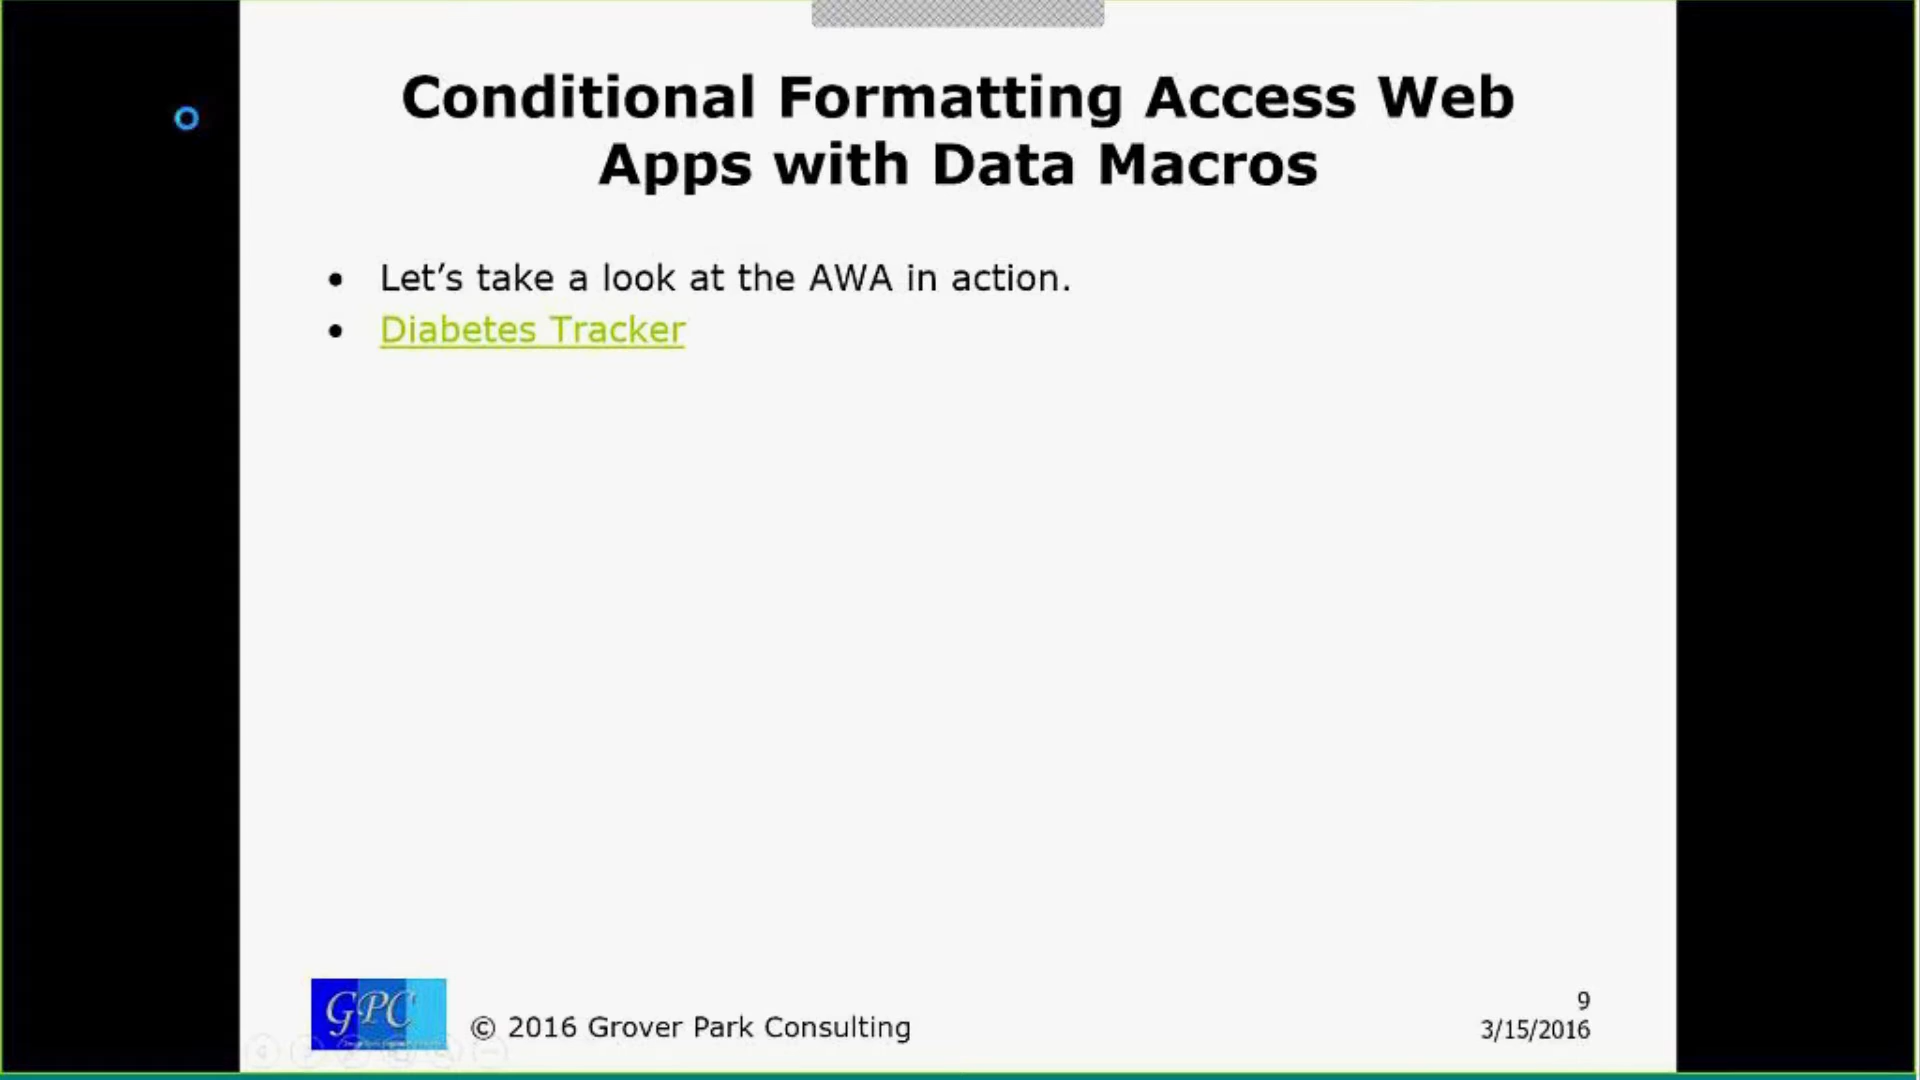 Conditional Formatting Access Web
Apps with Data Macros
• Let’s take a look at the AWA in action.
• Diabetes Tracker
GPC
© 2016 Grover Park Consulting
9
3/15/2016